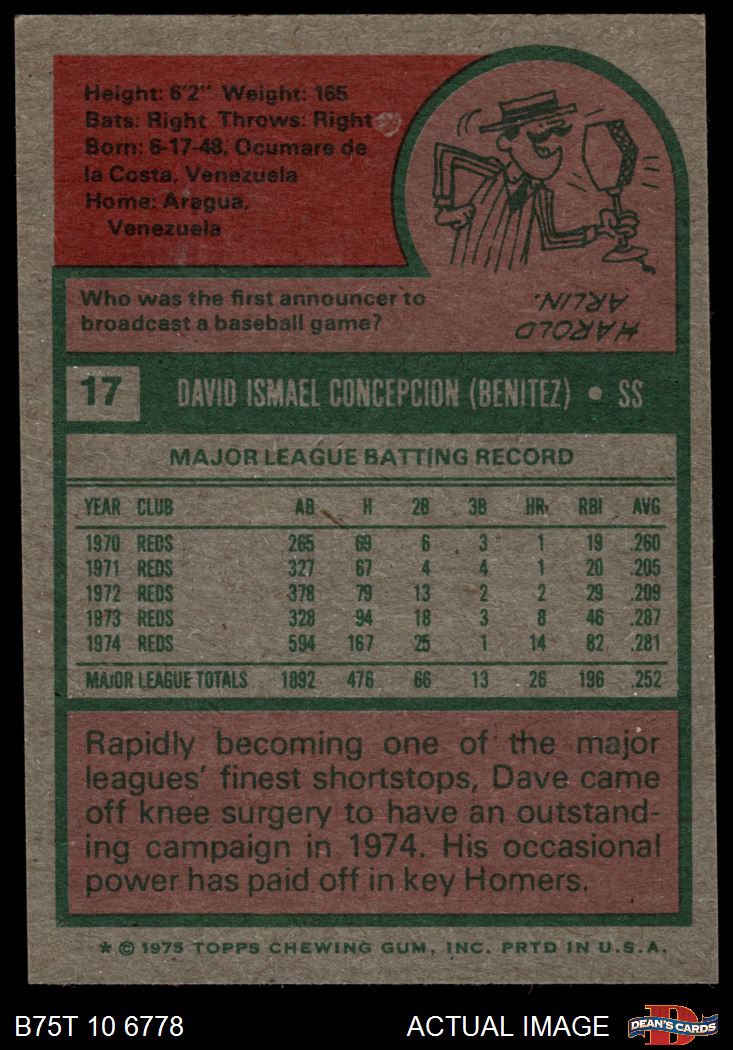 Height: 6'2" Weight: 165
Bats: Right Throws: Right
Born: 6-17-48, Ocumare de
la Costa, Venezuela
Home: Aragua,
Venezuela
Who was the first announcer to
broadcast a baseball game?
HAROLD
ARLIN.
17 DAVID ISMAEL CONCEPCION (BENITEZ) • SS
MAJOR LEAGUE BATTING RECORD
YEAR CLUB AB H 2B 3B HR RBI AVG
1970 REDS 265 69 6 3 1 19 .260
1971 REDS 327 67 4 4 1 20 .205
1972 REDS 378 79 13 2 2 29 .209
1973 REDS 328 94 18 3 8 46 .287
1974 REDS 594 167 25 1 14 82 .281
MAJOR LEAGUE TOTALS 1892 476 66 13 26 196 .252
Rapidly becoming one of the major
leagues' finest shortstops, Dave came
off knee surgery to have an outstand-
ing campaign in 1974. His occasional
power has paid off in key Homers.
* © 1975 TOPPS CHEWING GUM, INC. PRTD IN U.S.A.
B75T 10 6778 ACTUAL IMAGE DEAN'S CARDS